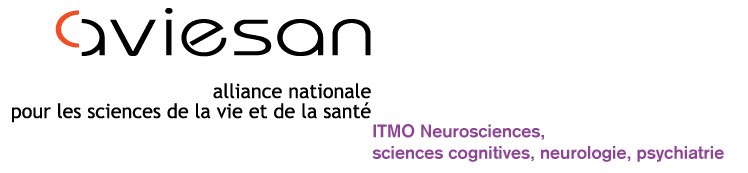 aviesan
alliance nationale
pour les sciences de la vie et de la santé
ITMO Neurosciences,
sciences cognitives, neurologie, psychiatrie